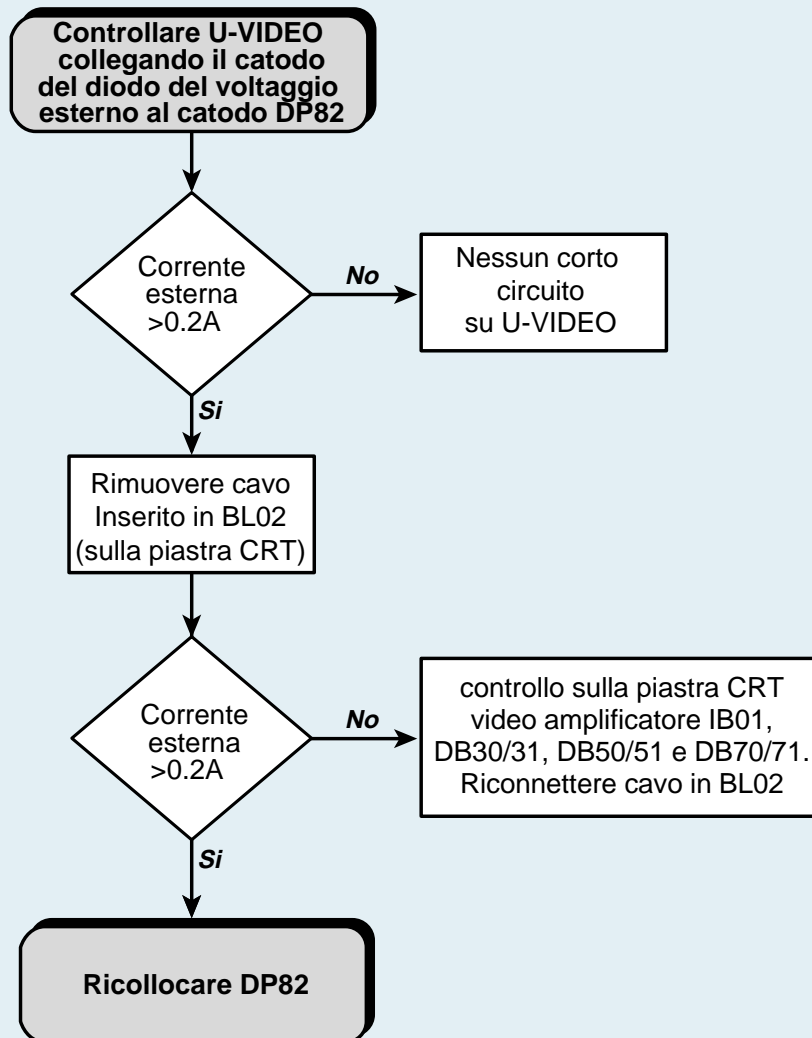 Controllare U-VIDEO
collegando il catodo
del diodo del voltaggio
esterno al catodo DP82
Corrente
esterna
>0.2A
No
Nessun corto
circuito
su U-VIDEO
Si
Rimuovere cavo
Inserito in BL02
(sulla piastra CRT)
Corrente
esterna
>0.2A
No
controllo sulla piastra CRT
video amplificatore IB01,
DB30/31, DB50/51 e DB70/71.
Riconnettere cavo in BL02
Si
Ricollocare DP82